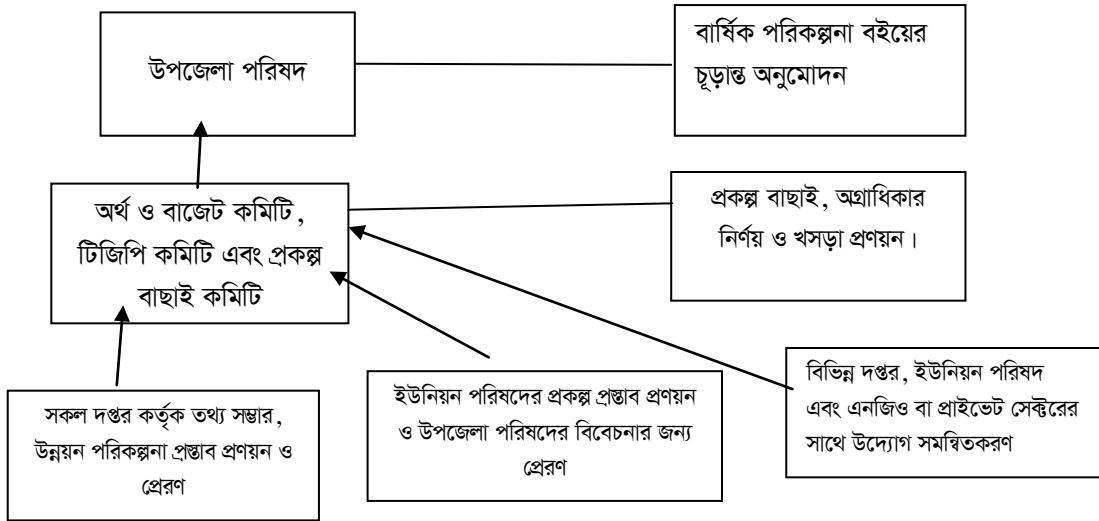 উপজেলা পরিষদ
বার্ষিক পরিকল্পনা বইয়ের
চূড়ান্ত অনুমোদন
অর্থ ও বাজেট কমিটি,
টিজিপি কমিটি এবং প্রকল্প
বাছাই কমিটি
প্রকল্প বাছাই, অগ্রাধিকার
নির্ণয় ও খসড়া প্রণয়ন।
সকল দপ্তর কর্তৃক তথ্য সম্ভার,
উন্নয়ন পরিকল্পনা প্রস্তাব প্রণয়ন ও
প্রেরণ
ইউনিয়ন পরিষদের প্রকল্প প্রস্তাব প্রণয়ন
ও উপজেলা পরিষদের বিবেচনার জন্য
প্রেরণ
বিভিন্ন দপ্তর, ইউনিয়ন পরিষদ
এবং এনজিও বা প্রাইভেট সেক্টরের
সাথে উদ্যোগ সমন্বিতকরণ